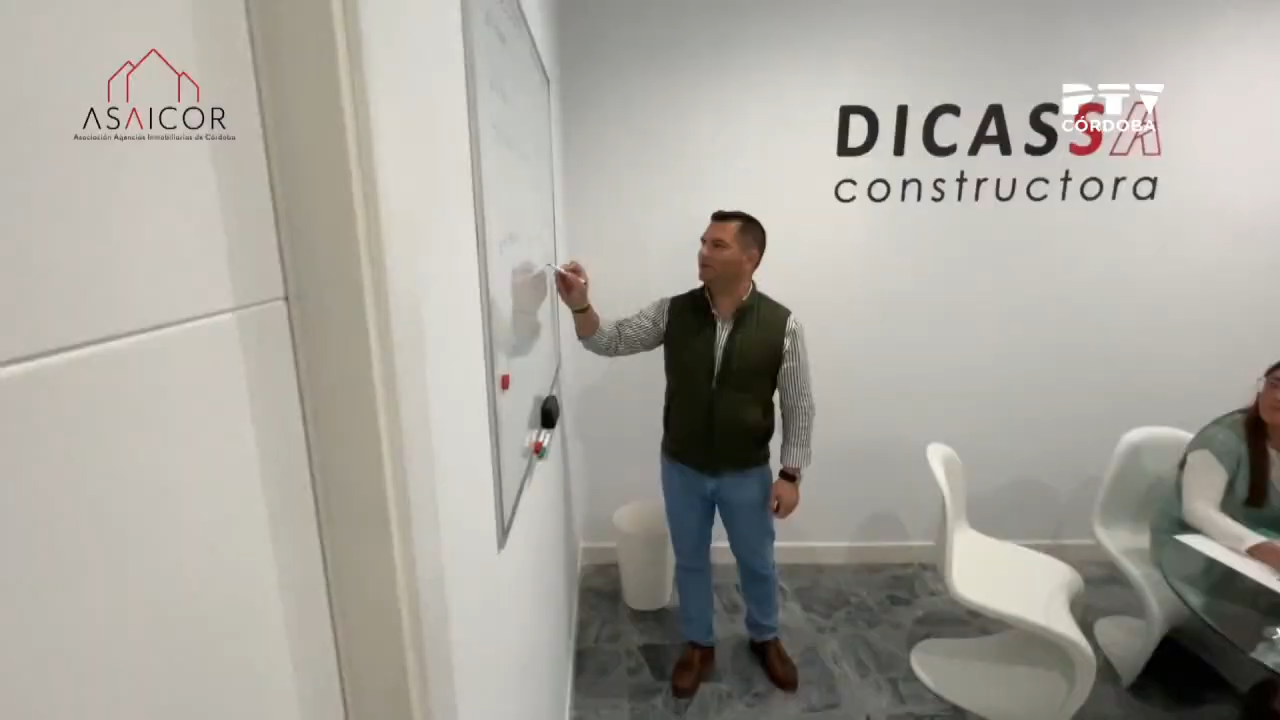 ASAICOR
Asociación Agencias Inmobiliarias de Córdoba
PTV
CÓRDOBA
DICASSA
constructora